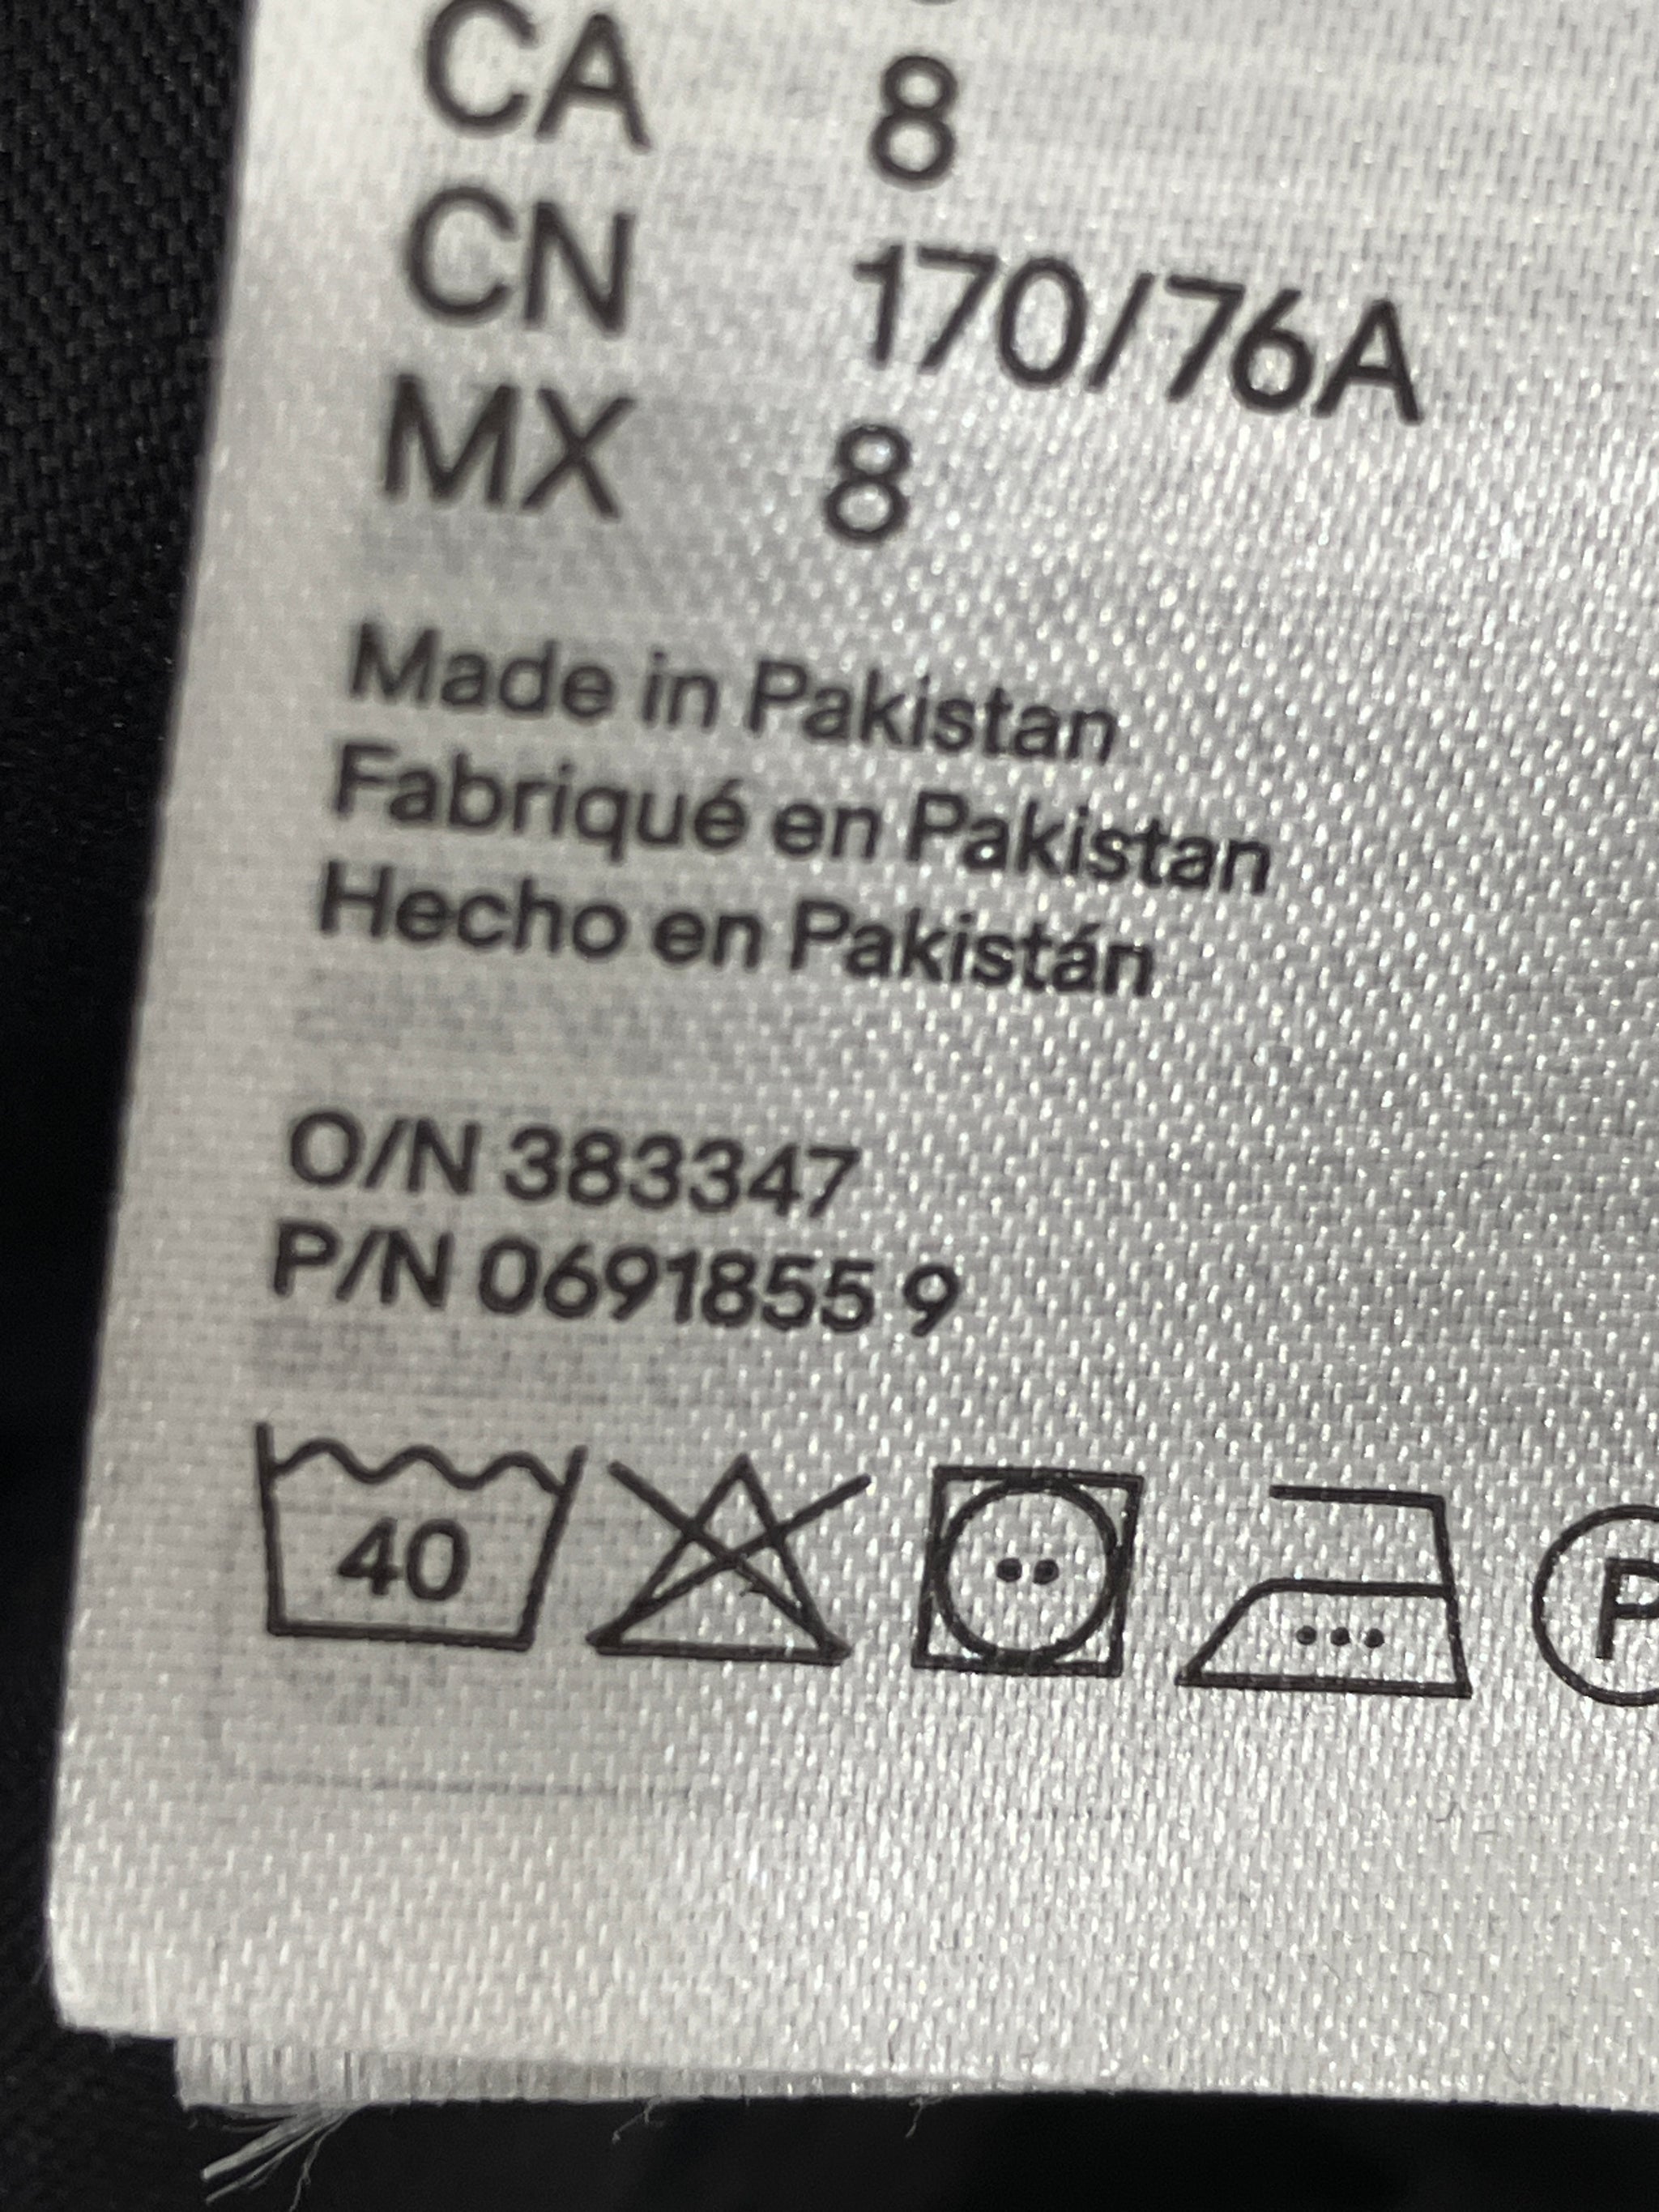 CA 8
CN 170/76A
MX 8
Made in Pakistan
Fabriqué en Pakistan
Hecho en Pakistán
O/N 383347
P/N 0691855 9
40
P